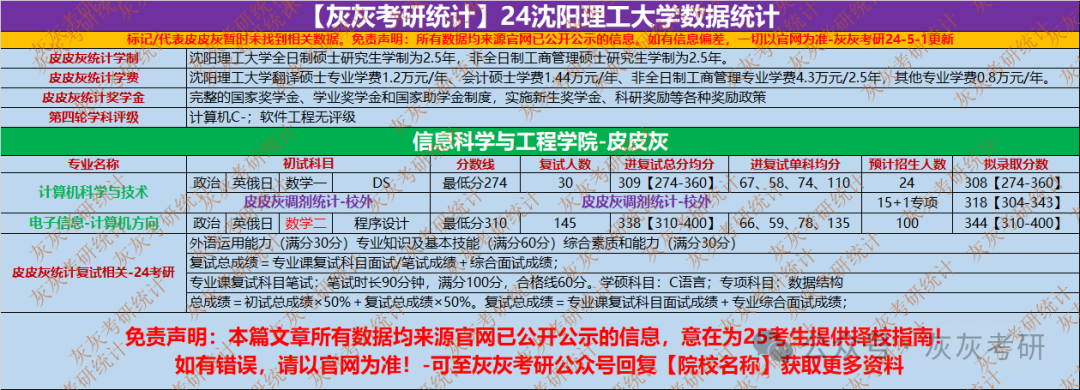 【灰灰考研统计】24沈阳理工大学数据统计
标记/代表皮皮灰暂时未找到相关数据。免责声明：所有数据均来源官网已公开公示的信息。如有信息偏差，一切以官网为准-灰灰考研24-5-1更新
皮皮灰统计学制 沈阳理工大学全日制硕士研究生学制为2.5年，非全日制工商管理硕士研究生学制为2.5年。
皮皮灰统计学费 沈阳理工大学翻译硕士专业学费1.2万元/年、会计硕士学费1.44万元/年、非全日制工商管理专业学费4.3万元/2.5年，其他专业学费0.8万元/年。
皮皮灰统计奖学金 完整的国家奖学金、学业奖学金和国家助学金制度，实施新生奖学金、科研奖励等各种奖励政策
第四轮学科评级 计算机C-；软件工程无评级
信息科学与工程学院-皮皮灰
专业名称 初试科目 分数线 复试人数 进复试总分均分 进复试单科均分 预计招生人数 拟录取分数
计算机科学与技术 政治 英俄日 数学一 DS 最低分274 30 309【274-360】 67、58、74、110 24 308【274-360】
皮皮灰调剂统计-校外 皮皮灰调剂统计-校外 15+1专项 318【304-343】
电子信息-计算机方向 政治 英俄日 数学二 程序设计 最低分310 145 338【310-400】 66、59、78、135 100 344【310-400】
皮皮灰统计复试相关-24考研
外语运用能力（满分30分）专业知识及基本技能（满分60分）综合素质和能力（满分30分）
复试总成绩＝专业课复试科目面试/笔试成绩＋综合面试成绩；
专业课复试科目笔试：笔试时长90分钟，满分100分，合格线60分。学硕科目：C语言；专项科目：数据结构
总成绩＝初试总成绩×50%＋复试总成绩×50%。复试总成绩＝专业课复试科目面试成绩＋专业综合面试成绩；
免责声明：本篇文章所有数据均来源官网已公开公示的信息，意在为25考生提供择校指南！
如有错误，请以官网为准！-可至灰灰考研公众号回复【院校名称】获取更多资料
公众号·灰灰考研